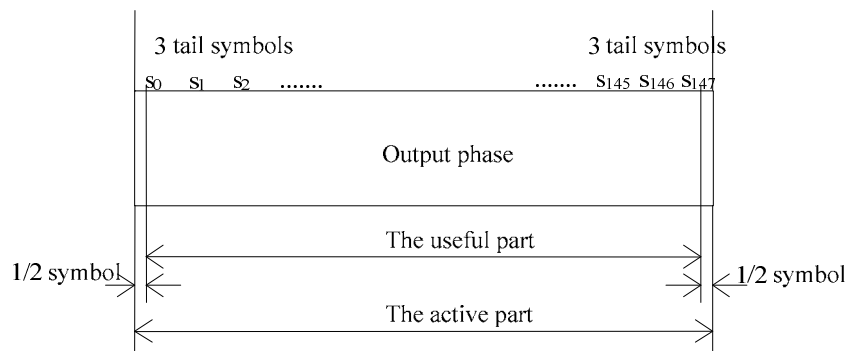 3 tail symbols 3 tail symbols
s0 s1 s2 ....... ....... s145 s146 s147
Output phase
The useful part
1/2 symbol 1/2 symbol
The active part